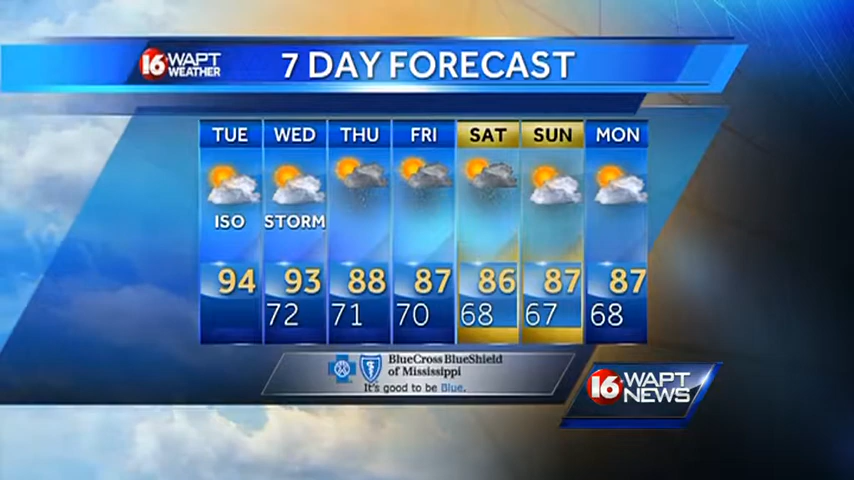 16 WAPT WEATHER
7 DAY FORECAST
TUE WED THU FRI SAT SUN MON
ISO STORM
94 93 88 87 86 87 87
72 71 70 68 67 68
BlueCross BlueShield
of Mississippi
It's good to be Blue.
16 WAPT
NEWS